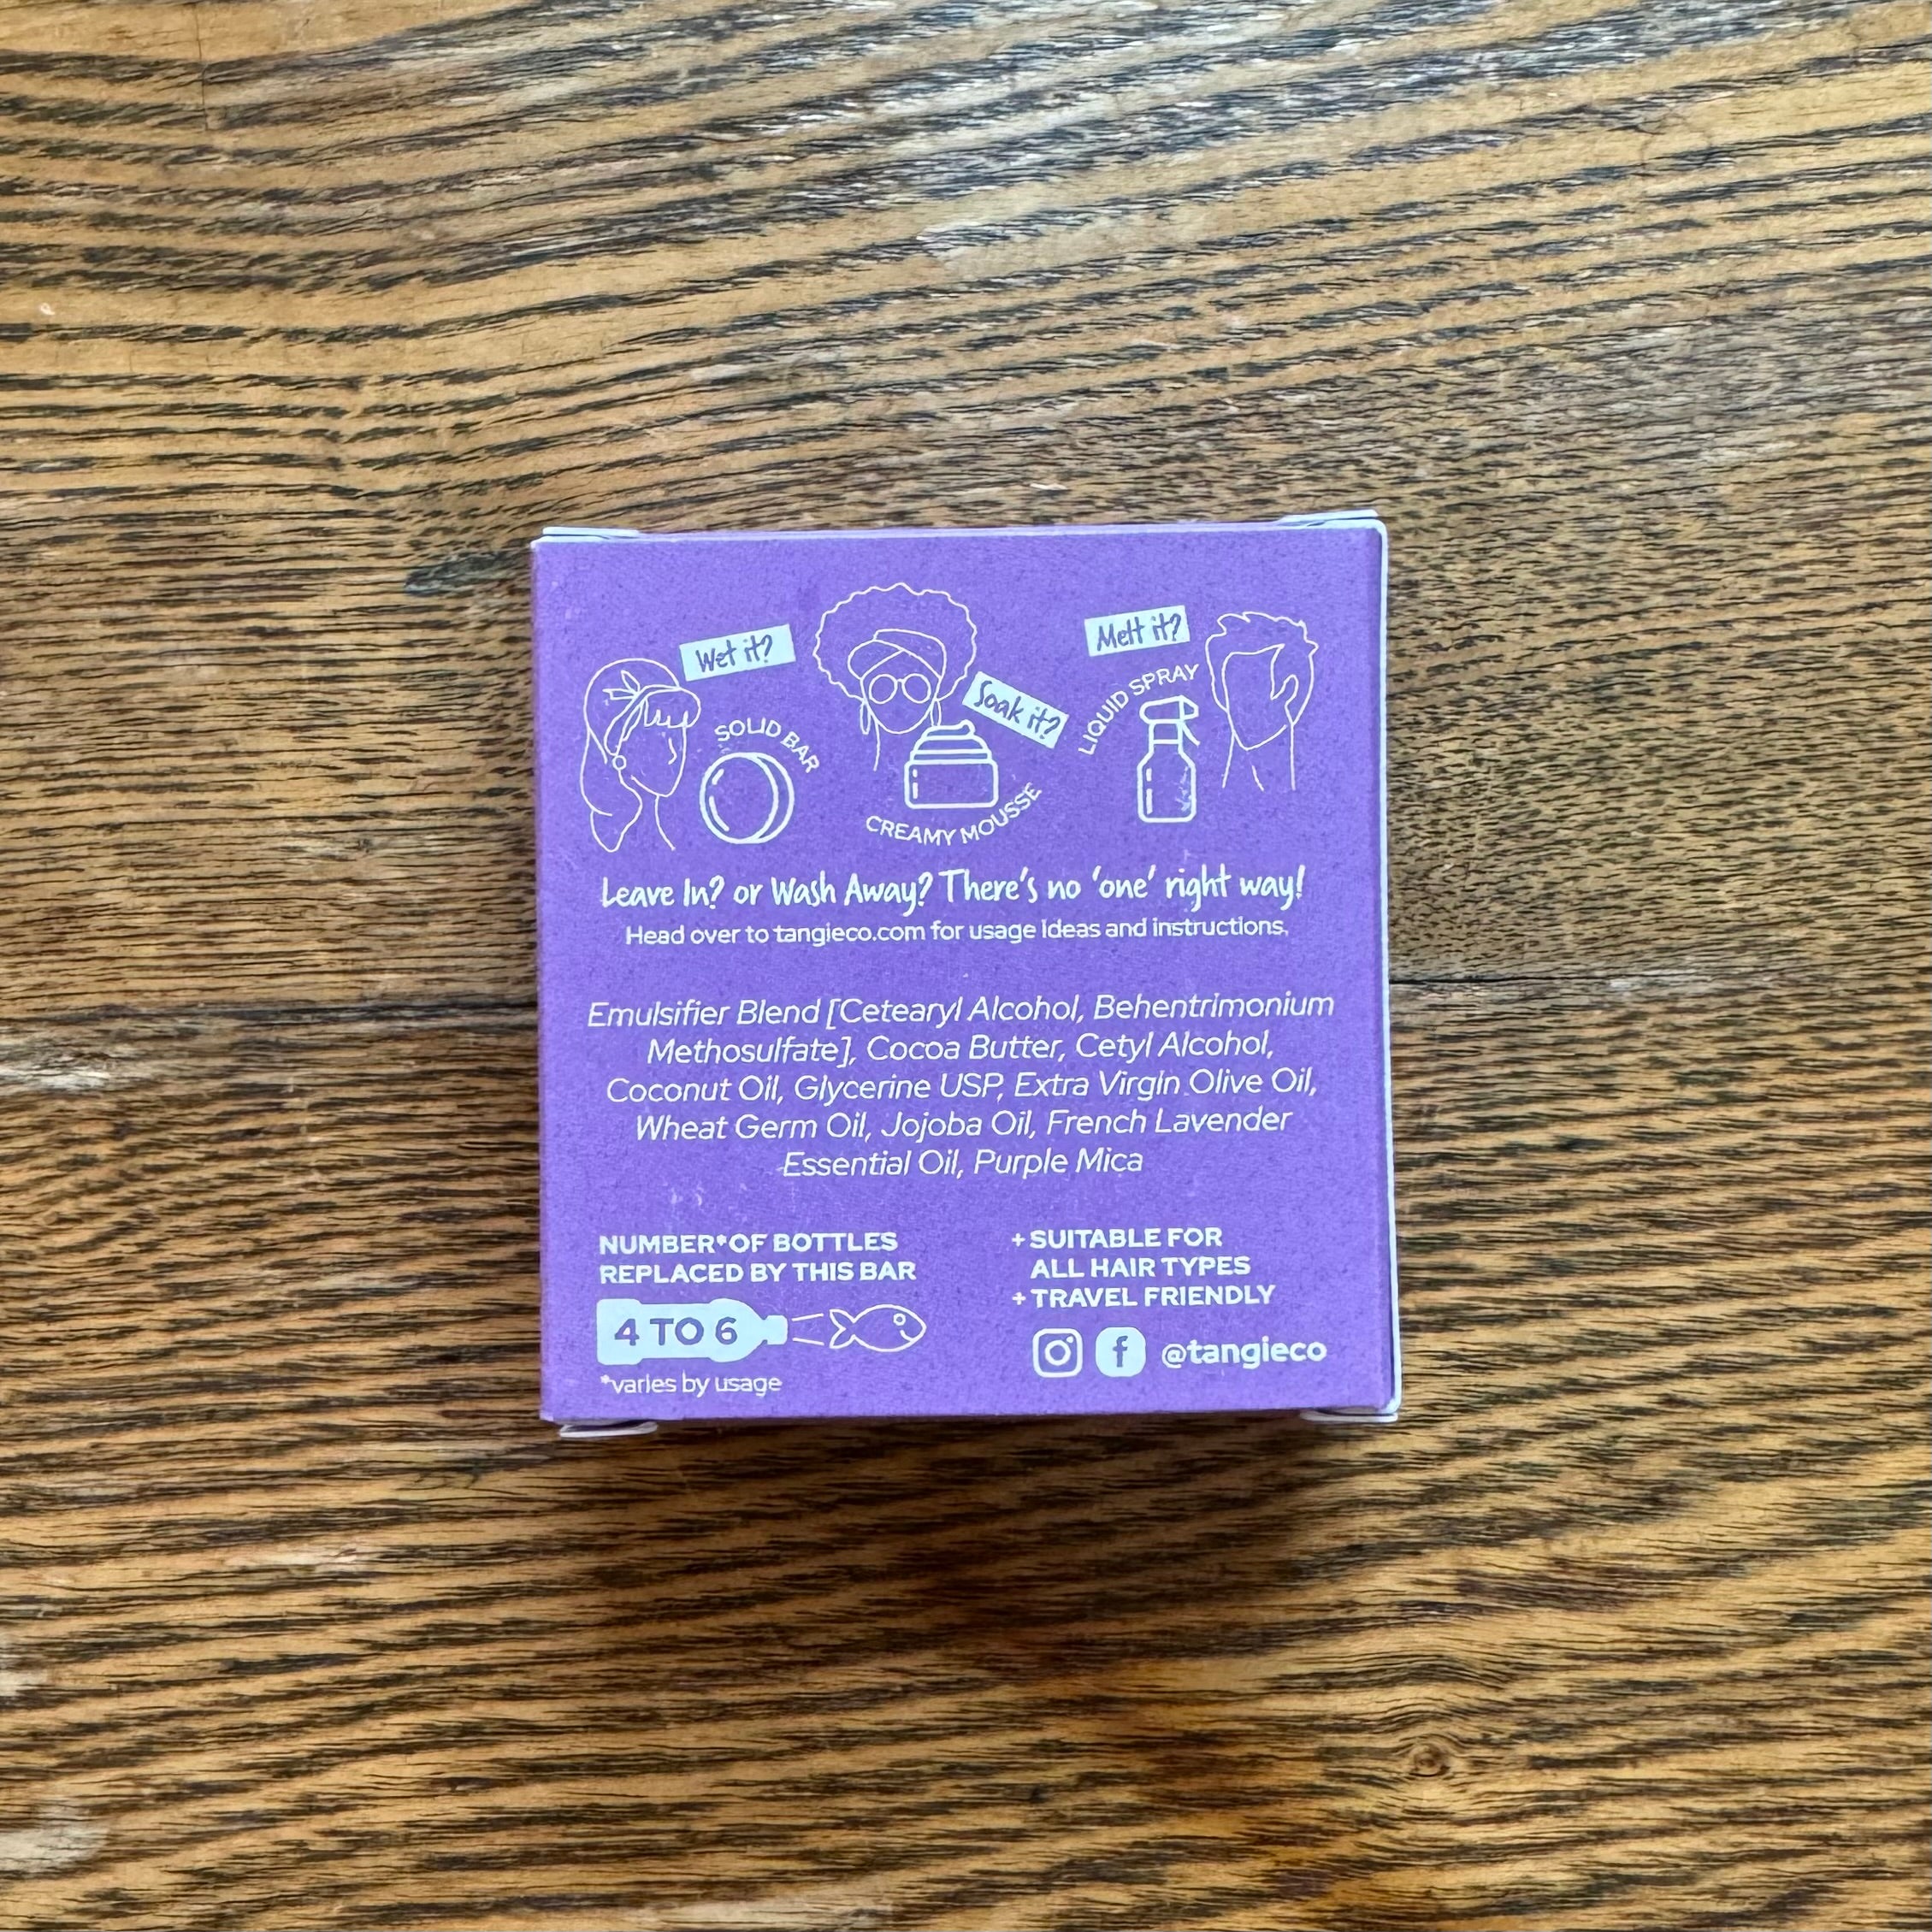 Wet it?
SOLID BAR
Soak it?
CREAMY MOUSSE
Melt it?
LIQUID SPRAY
Leave In? or Wash Away? There's no 'one' right way!
Head over to tangieco.com for usage ideas and instructions.
Emulsifier Blend [Cetearyl Alcohol, Behentrimonium
Methosulfate], Cocoa Butter, Cetyl Alcohol,
Coconut Oil, Glycerine USP, Extra Virgin Olive Oil,
Wheat Germ Oil, Jojoba Oil, French Lavender
Essential Oil, Purple Mica
NUMBER*OF BOTTLES
REPLACED BY THIS BAR
4 TO 6
*varies by usage
+ SUITABLE FOR
ALL HAIR TYPES
+ TRAVEL FRIENDLY
f @tangieco